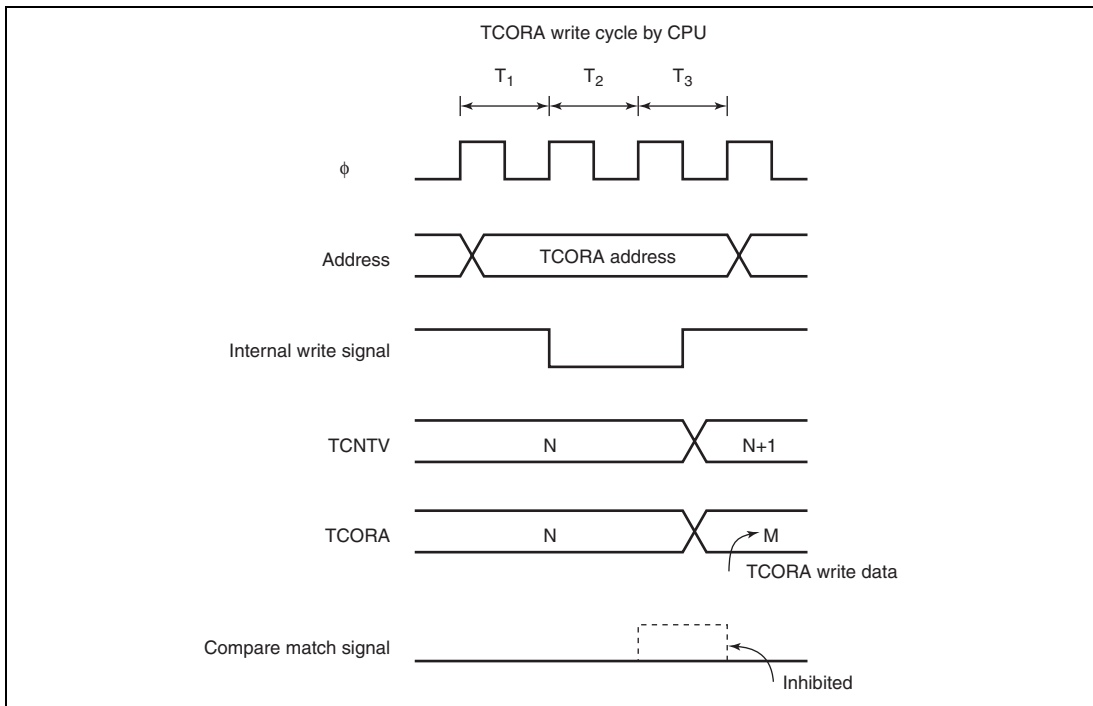 TCORA write cycle by CPU
T1 T2 T3
φ
Address TCORA address
Internal write signal
TCNTV N N+1
TCORA N M
TCORA write data
Compare match signal
Inhibited